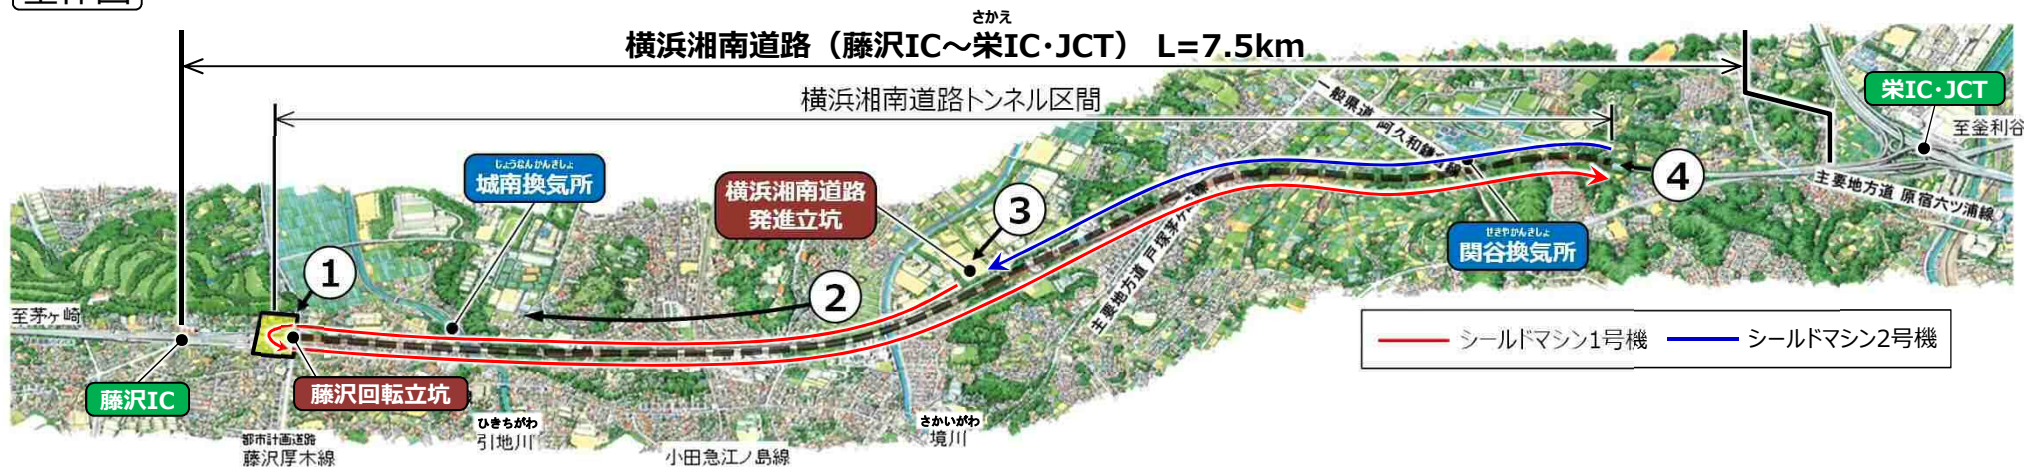 全体図
さかえ
横浜湘南道路（藤沢IC～栄IC・JCT） L=7.5km
横浜湘南道路トンネル区間
栄IC・JCT
至釜利谷
一般県道 阿久和鎌倉線
じょうなんかんきしょ
城南換気所
横浜湘南道路
発進立坑
③
④
主要地方道 原宿六ツ浦線
せきやかんきしょ
関谷換気所
①
②
主要地方道 戸塚茅ケ崎線
至茅ヶ崎
シールドマシン1号機
シールドマシン2号機
藤沢IC
藤沢回転立坑
ひきちがわ
引地川
さかいがわ
境川
都市計画道路
藤沢厚木線
小田急江ノ島線